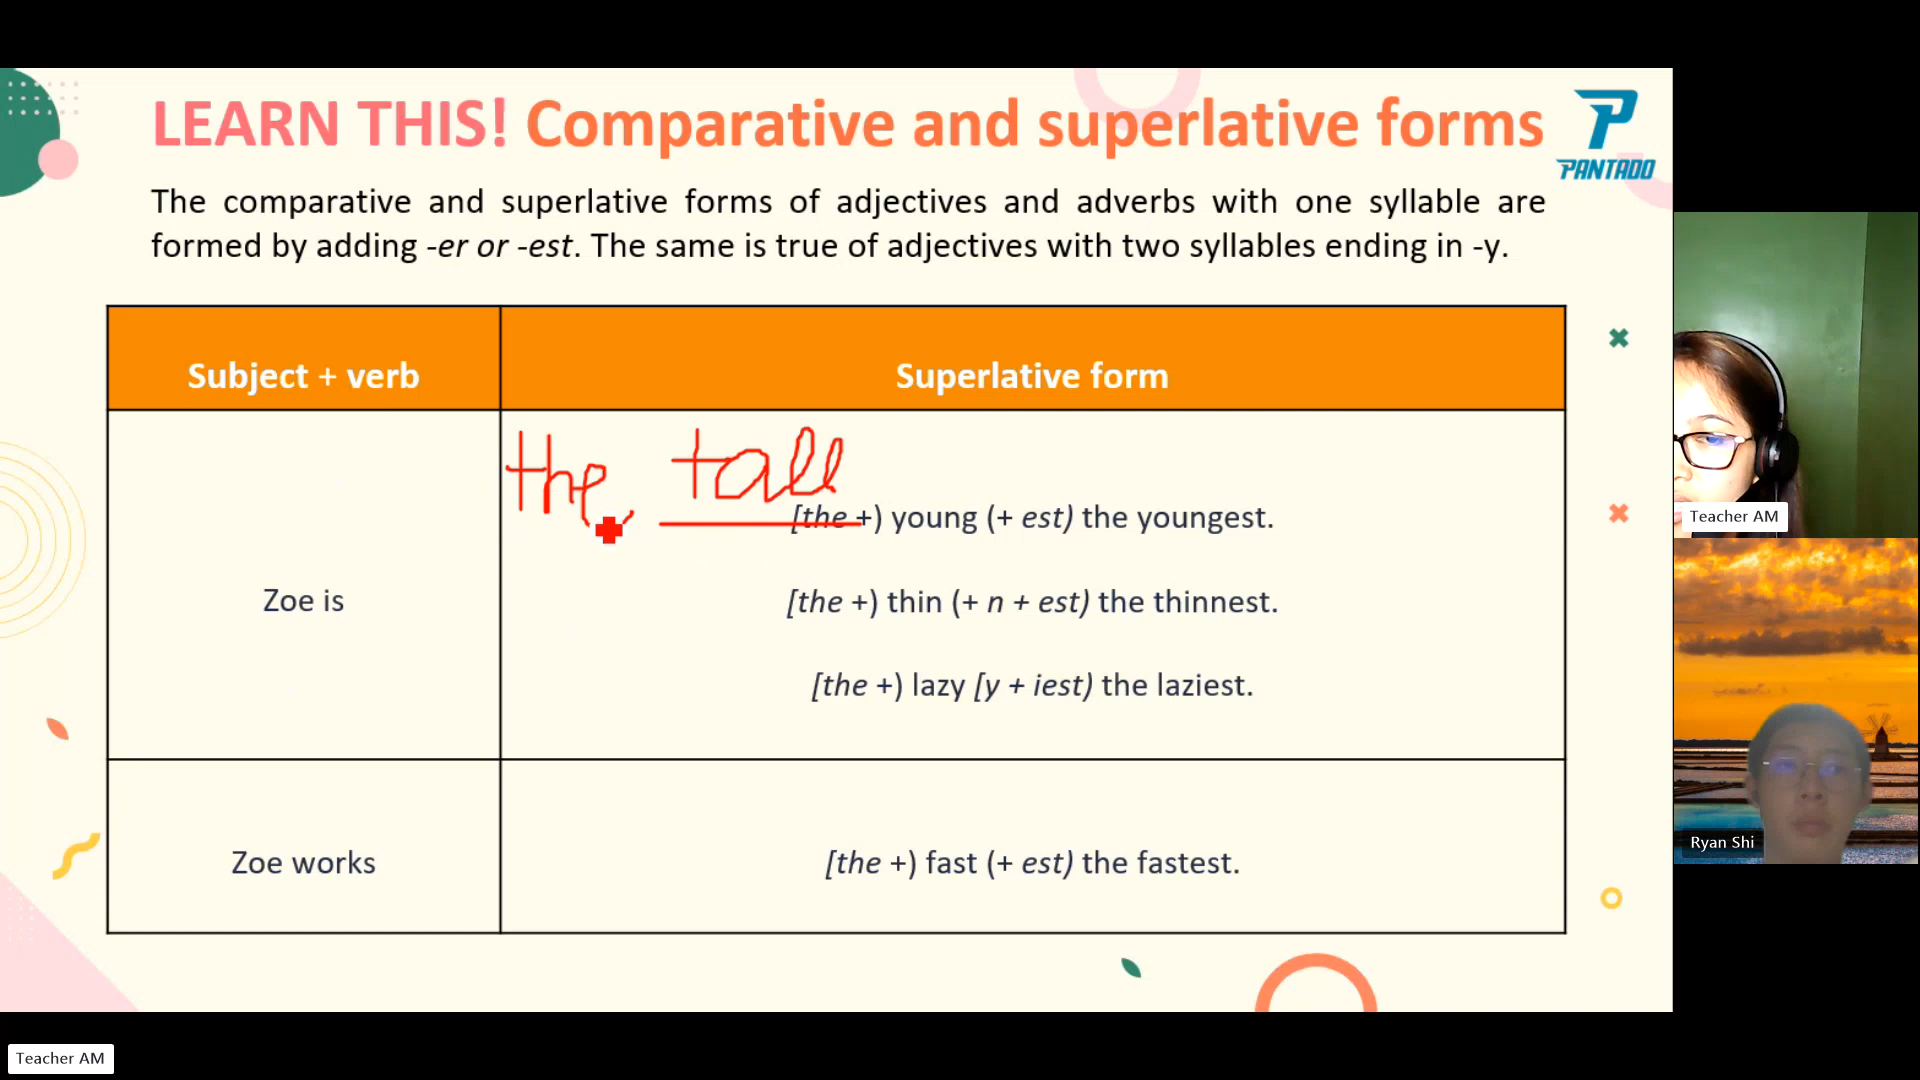 LEARN THIS! Comparative and superlative forms
PANTADO
The comparative and superlative forms of adjectives and adverbs with one syllable are
formed by adding -er or -est. The same is true of adjectives with two syllables ending in -y.
Subject + verb
Superlative form
the tall
[the +) young (+ est) the youngest.
Zoe is
[the +) thin (+ n + est) the thinnest.
[the +) lazy [y + iest) the laziest.
Zoe works
[the +) fast (+ est) the fastest.
Teacher AM
Ryan Shi
Teacher AM